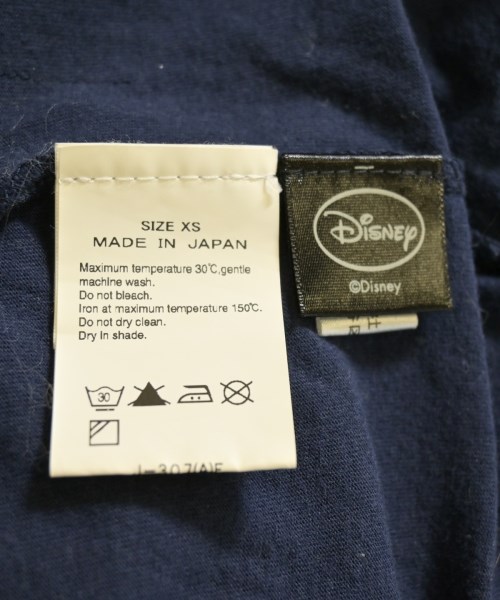 SIZE XS
MADE IN JAPAN
Maximum temperature 30℃,gentle
machine wash.
Do not bleach.
Iron at maximum temperature 150℃.
Do not dry clean.
Dry in shade.
30
Disney
©Disney